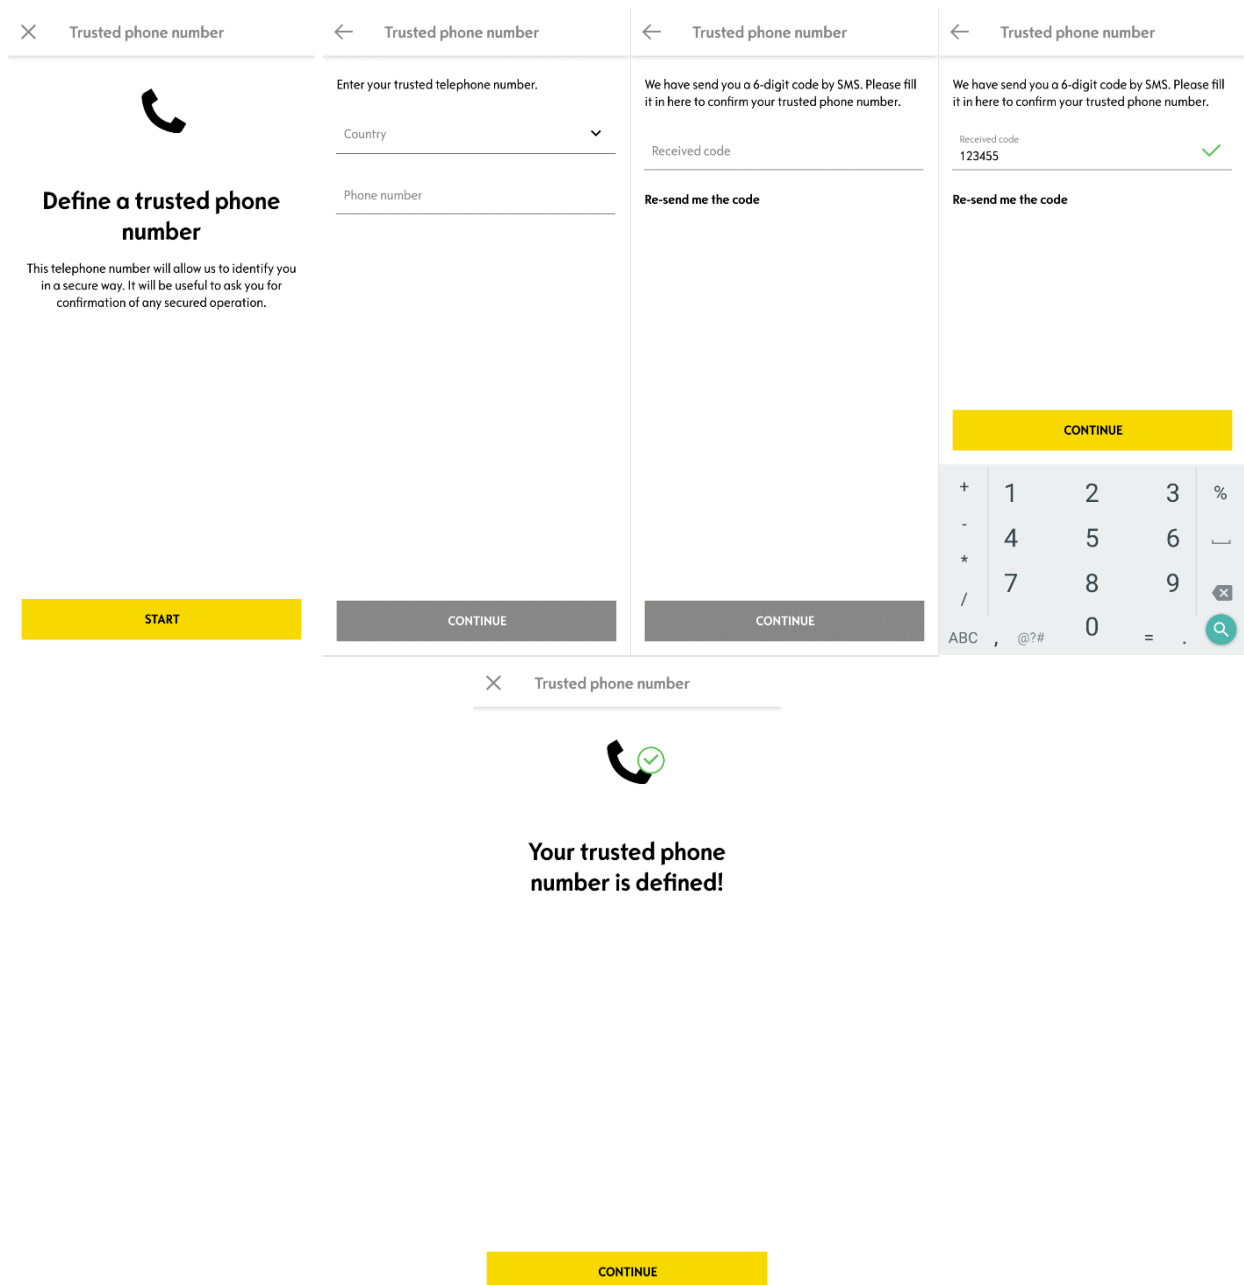 Trusted phone number
Define a trusted phone
number
This telephone number will allow us to identify you
in a secure way. It will be useful to ask you for
confirmation of any secured operation.
START
Trusted phone number
Enter your trusted telephone number.
Country
Phone number
CONTINUE
Trusted phone number
We have send you a 6-digit code by SMS. Please fill
it in here to confirm your trusted phone number.
Received code
Re-send me the code
CONTINUE
Trusted phone number
We have send you a 6-digit code by SMS. Please fill
it in here to confirm your trusted phone number.
Received code
123455
Re-send me the code
CONTINUE
+ 1 2 3 %
- 4 5 6
* 7 8 9
/
ABC , @?# 0 = .
Trusted phone number
Your trusted phone
number is defined!
CONTINUE